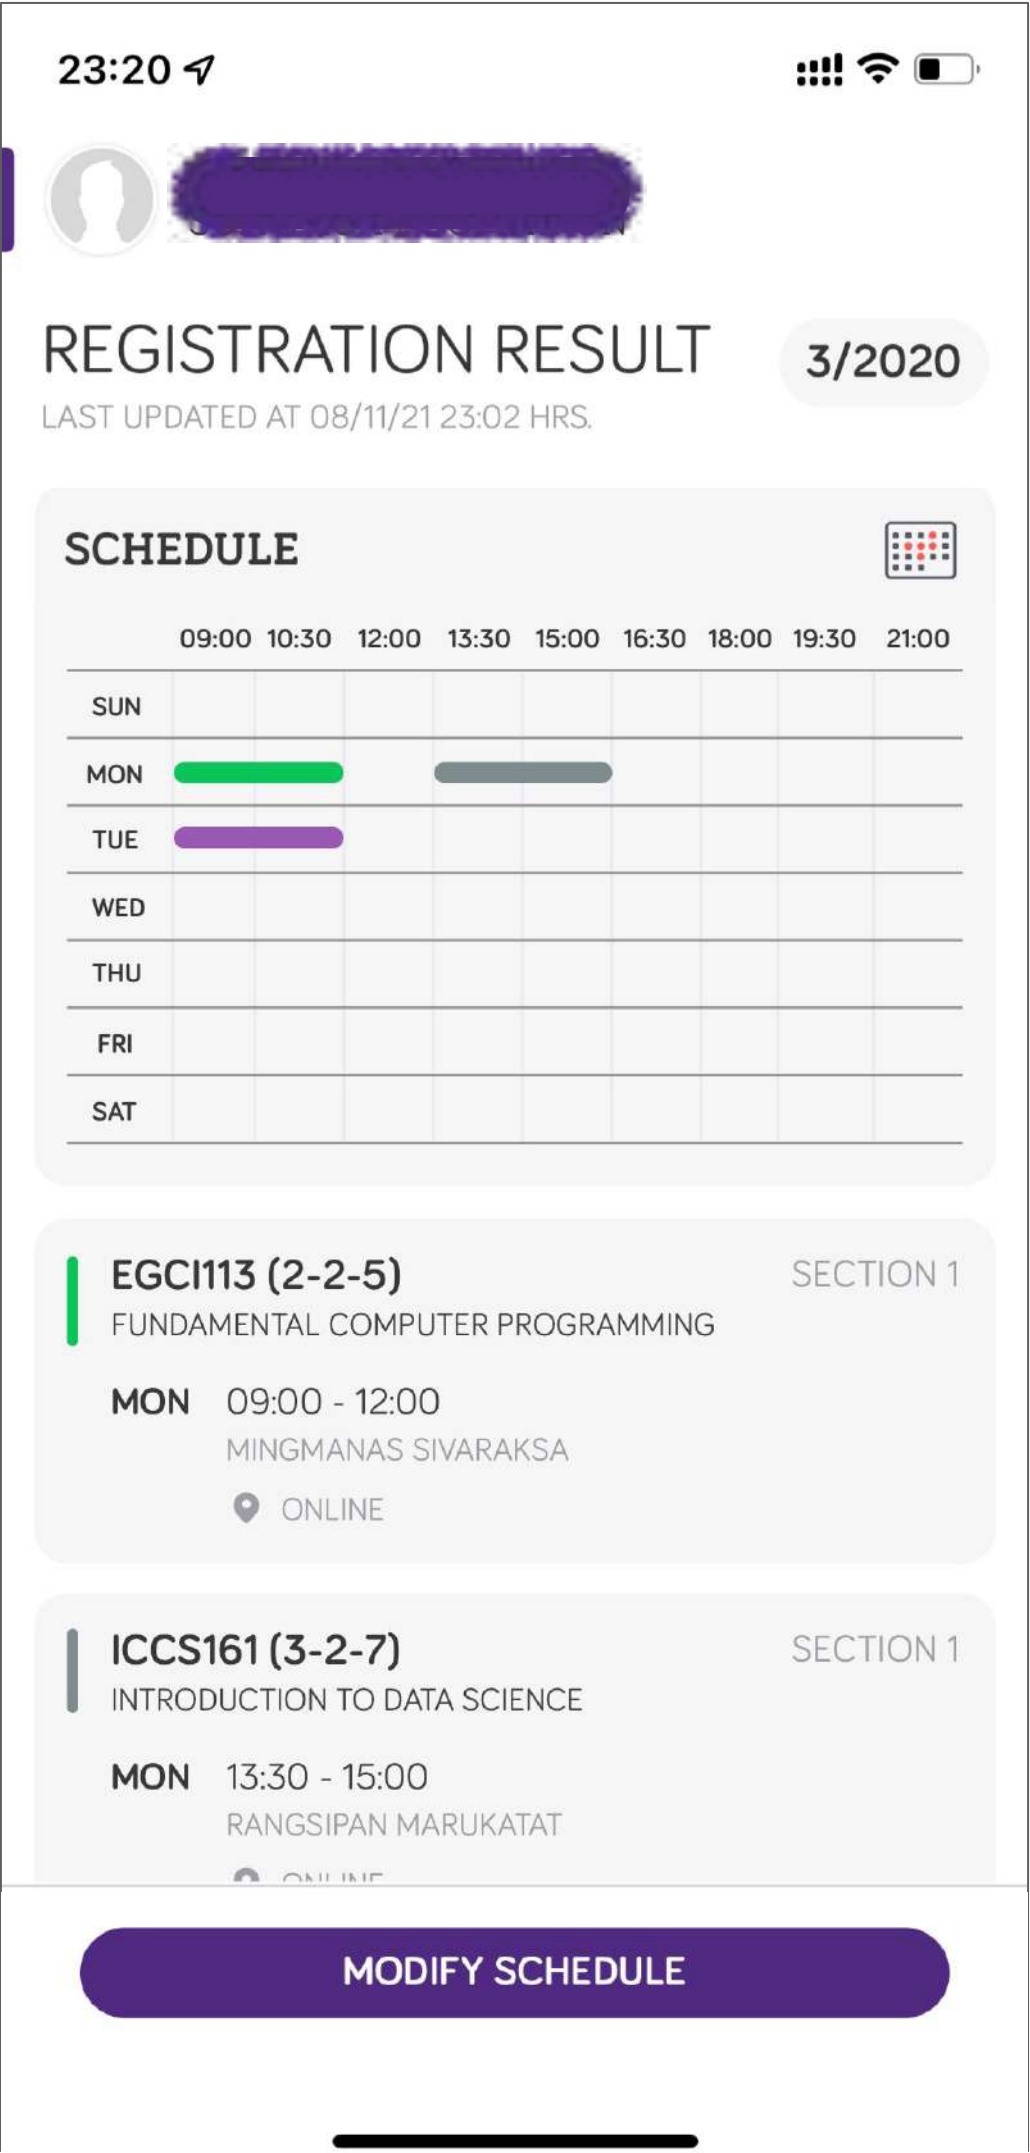 23:20
REGISTRATION RESULT
3/2020
LAST UPDATED AT 08/11/21 23:02 HRS.
SCHEDULE
09:00 10:30 12:00 13:30 15:00 16:30 18:00 19:30 21:00
SUN
MON
TUE
WED
THU
FRI
SAT
EGCI113 (2-2-5) SECTION 1
FUNDAMENTAL COMPUTER PROGRAMMING
MON 09:00 - 12:00
MINGMANAS SIVARAKSA
ONLINE
ICCS161 (3-2-7) SECTION 1
INTRODUCTION TO DATA SCIENCE
MON 13:30 - 15:00
RANGSIPAN MARUKATAT
ONLINE
MODIFY SCHEDULE